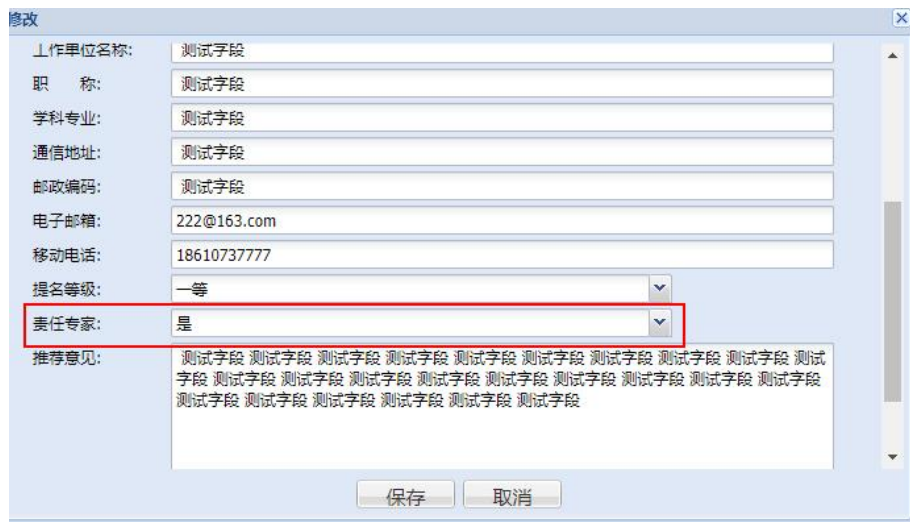 修改
工作单位名称: 测试字段
职 称: 测试字段
学科专业: 测试字段
通信地址: 测试字段
邮政编码: 测试字段
电子邮箱: 222@163.com
移动电话: 18610737777
提名等级: 一等
责任专家: 是
推荐意见: 测试字段 测试字段 测试字段 测试字段 测试字段 测试字段 测试字段 测试字段 测试字段 测试
字段 测试字段 测试字段 测试字段 测试字段 测试字段 测试字段 测试字段 测试字段 测试字段
测试字段 测试字段 测试字段 测试字段 测试字段 测试字段
保存 取消